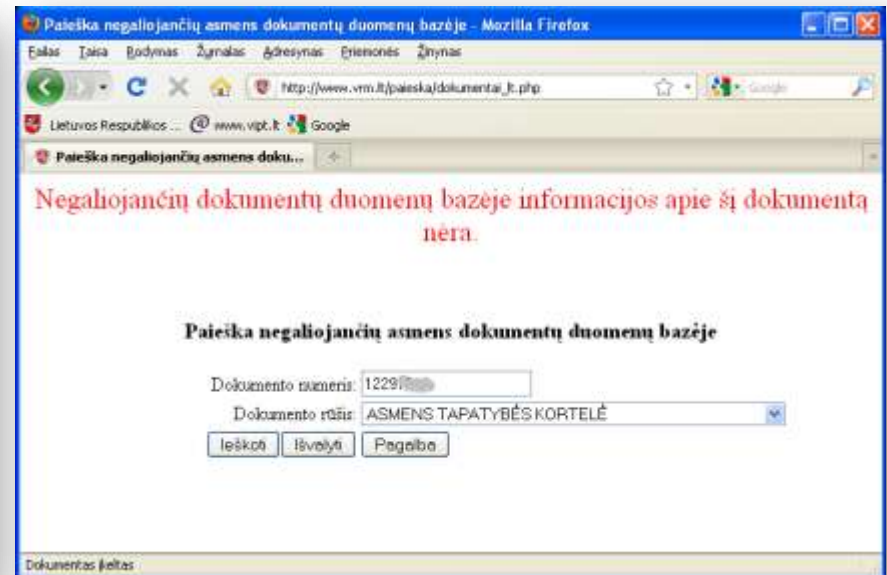 Paieška negaliojančių asmens dokumentų duomenų bazėje - Mozilla Firefox
Failas Taisa Rodymas Žurnalas Adresynas Priemonės Žinynas
http://www.vrm.lt/paieska/dokumentai_lt.php Google
Lietuvos Respublikos ... www.vipt.lt Google
Paieška negaliojančių asmens doku...
Negaliojančių dokumentų duomenų bazėje informacijos apie šį dokumentą
nėra.
Paieška negaliojančių asmens dokumentų duomenų bazėje
Dokumento numeris: 1229
Dokumento rūšis: ASMENS TAPATYBĖS KORTELĖ
Ieškoti Išvalyti Pagalba
Dokumentas įkeltas